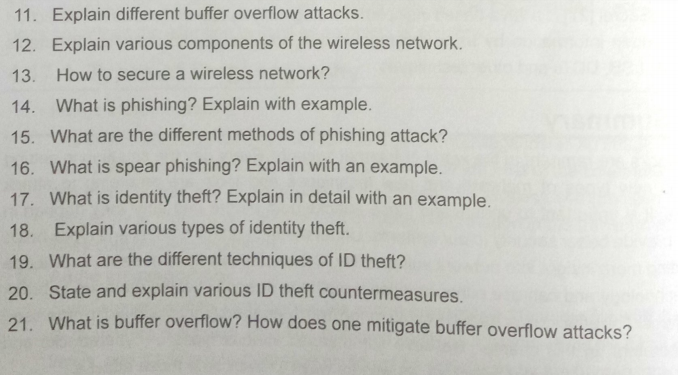 11. Explain different buffer overflow attacks.
12. Explain various components of the wireless network.
13. How to secure a wireless network?
14. What is phishing? Explain with example.
15. What are the different methods of phishing attack?
16. What is spear phishing? Explain with an example.
17. What is identity theft? Explain in detail with an example.
18. Explain various types of identity theft.
19. What are the different techniques of ID theft?
20. State and explain various ID theft countermeasures.
21. What is buffer overflow? How does one mitigate buffer overflow attacks?